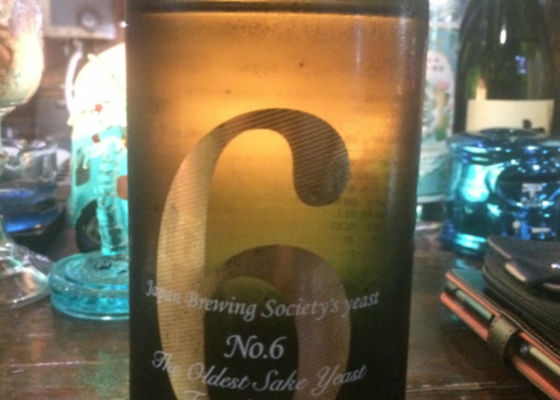 6
Japan Brewing Society's yeast
No.6
The Oldest Sake Yeast